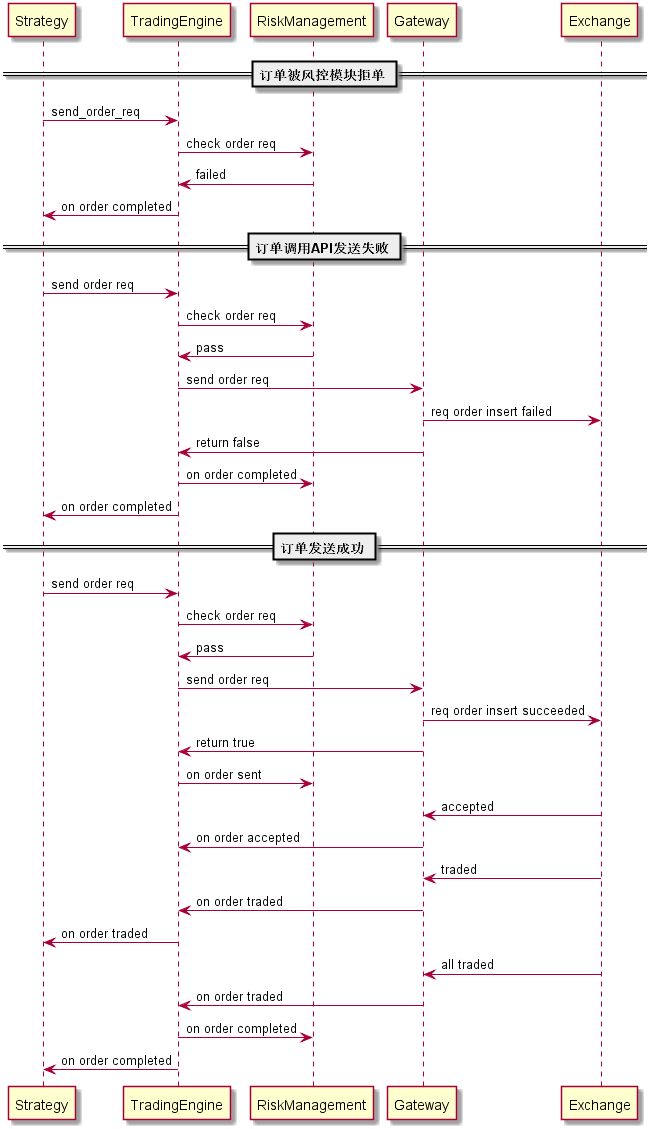 Strategy TradingEngine RiskManagement Gateway Exchange
订单被风控模块拒单
send_order_req
check order req
failed
on order completed
订单调用API发送失败
send order req
check order req
pass
send order req
req order insert failed
return false
on order completed
on order completed
订单发送成功
send order req
check order req
pass
send order req
req order insert succeeded
return true
on order sent
accepted
on order accepted
traded
on order traded
on order traded
all traded
on order traded
on order completed
on order completed
Strategy TradingEngine RiskManagement Gateway Exchange